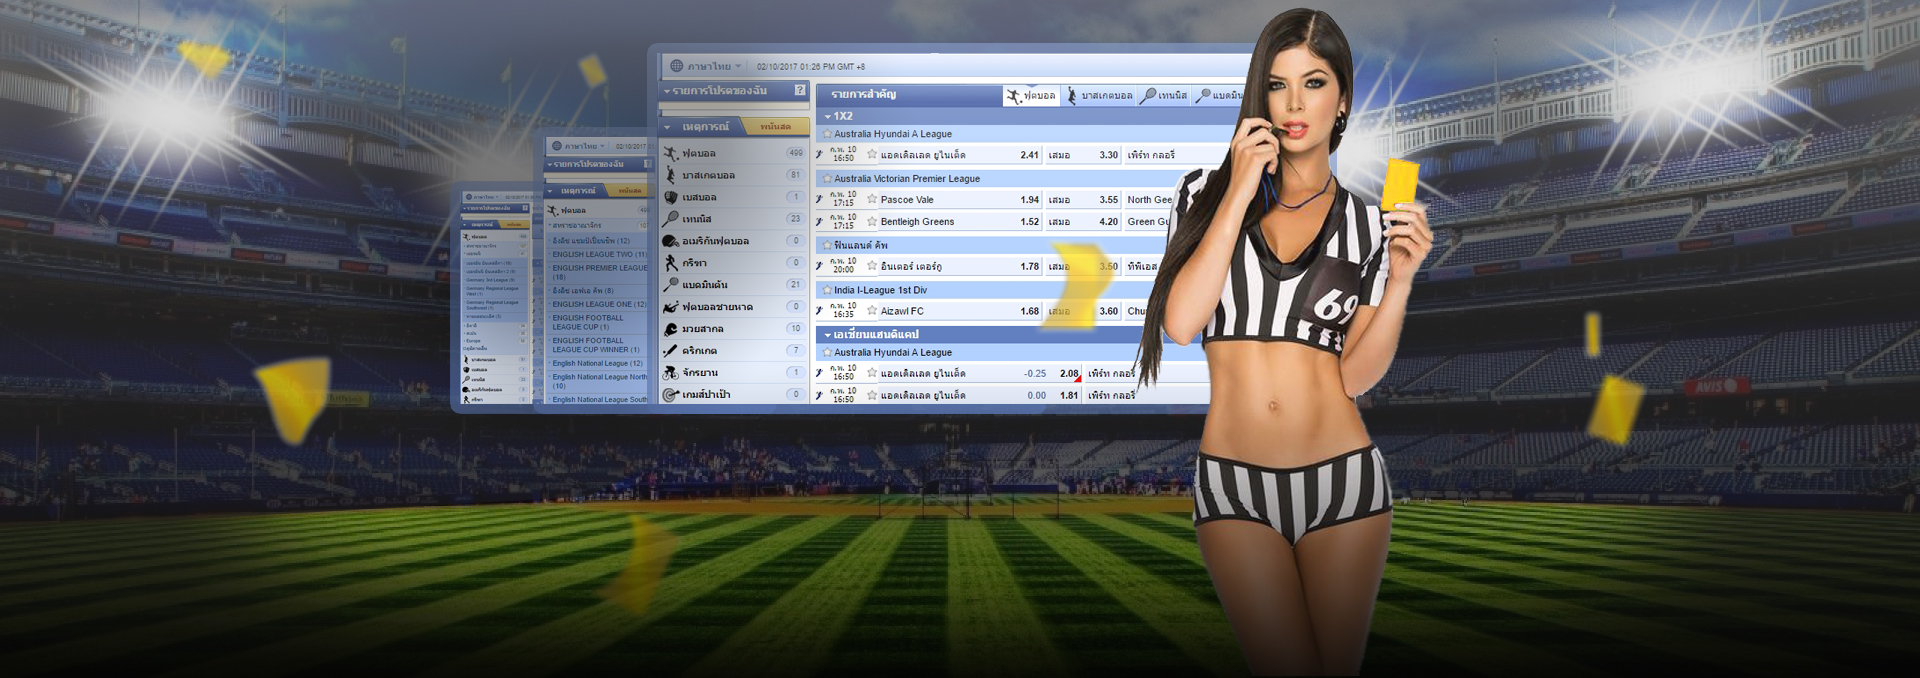 ภาษาไทย
02/10/2017 01:26 PM GMT +8
รายการโปรดของฉัน ?
เหตุการณ์ พนันสด
ฟุตบอล 499
บาสเกตบอล 81
เบสบอล 1
เทนนิส 23
อเมริกันฟุตบอล 0
กรีฑา 0
แบดมินตัน 21
ฟุตบอลชายหาด 0
มวยสากล 10
คริกเกต 7
จักรยาน 1
เกมส์ปาเป้า 0
รายการสำคัญ ฟุตบอล บาสเกตบอล เทนนิส แบดมิน
1X2
Australia Hyundai A League
ก.พ. 10
16:50 แอดเดิลเลด ยูไนเต็ด 2.41 เสมอ 3.30 เพิร์ท กลอรี่
Australia Victorian Premier League
ก.พ. 10
17:15 Pascoe Vale 1.94 เสมอ 3.55 North Gee
ก.พ. 10
17:15 Bentleigh Greens 1.52 เสมอ 4.20 Green Gu
ฟินแลนด์ คัพ
ก.พ. 10
20:00 อินเตอร์ เตอร์กู 1.78 เสมอ 3.50 ทีพีเอส
India I-League 1st Div
ก.พ. 10
16:35 Aizawl FC 1.68 เสมอ 3.60 Chu
เอเชี่ยนแฮนดิแคป
Australia Hyundai A League
ก.พ. 10
16:50 แอดเดิลเลด ยูไนเต็ด -0.25 2.08 เพิร์ท กลอรี่
ก.พ. 10
16:50 แอดเดิลเลด ยูไนเต็ด 0.00 1.81 เพิร์ท กลอรี่
ภาษาไทย 02/10/2017
รายการโปรดของฉัน
เหตุการณ์ พนันสด
ฟุตบอล
สหราชอาณาจักร
อังกฤษ แชมป์เปี้ยนชิพ (12)
ENGLISH LEAGUE TWO (11)
ENGLISH PREMIER LEAGUE
(18)
อังกฤษ เอฟเอ คัพ (8)
ENGLISH LEAGUE ONE (12)
ENGLISH FOOTBALL
LEAGUE CUP (1)
ENGLISH FOOTBALL
LEAGUE CUP WINNER (1)
English National League (12)
English National League North
(10)
English National League South
69
AVIS